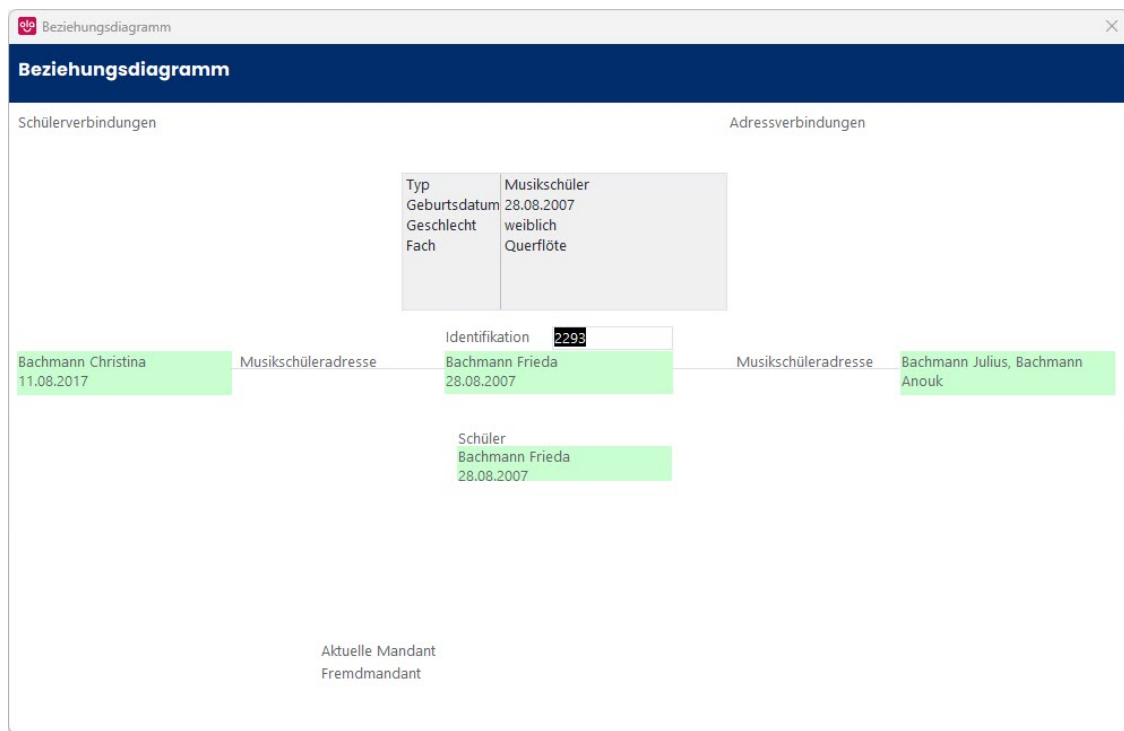 Beziehungsdiagramm
Beziehungsdiagramm
Schülerverbindungen
Adressverbindungen
Typ Musikschüler
Geburtsdatum 28.08.2007
Geschlecht weiblich
Fach Querflöte
Identifikation 2293
Bachmann Christina
11.08.2017
Musikschüleradresse
Bachmann Frieda
28.08.2007
Musikschüleradresse
Bachmann Julius, Bachmann
Anouk
Schüler
Bachmann Frieda
28.08.2007
Aktuelle Mandant
Fremdmandant